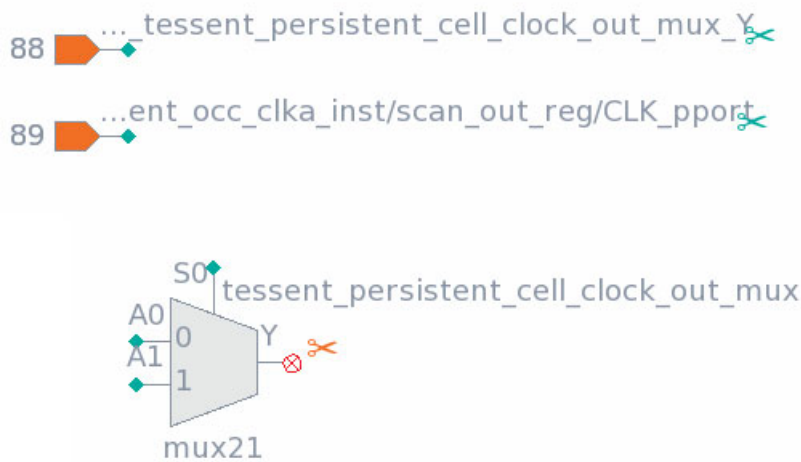 88 ..._tessent_persistent_cell_clock_out_mux_Y
89 ...ent_occ_clka_inst/scan_out_reg/CLK_pport
S0
tessent_persistent_cell_clock_out_mux
A0
0
Y
A1
1
mux21